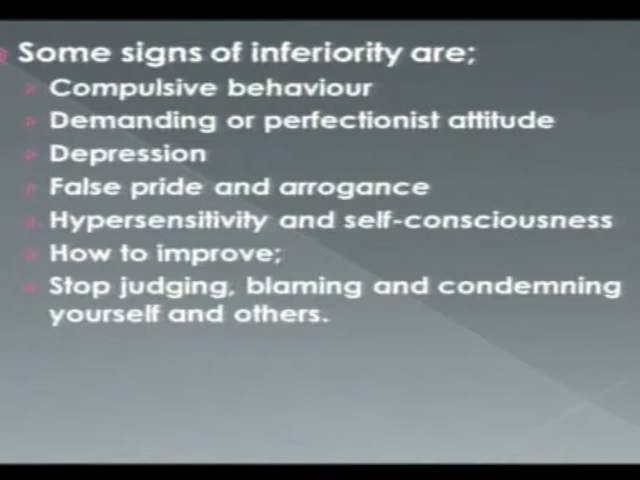 Some signs of inferiority are;
Compulsive behaviour
Demanding or perfectionist attitude
Depression
False pride and arrogance
Hypersensitivity and self-consciousness
How to improve;
Stop judging, blaming and condemning
yourself and others.